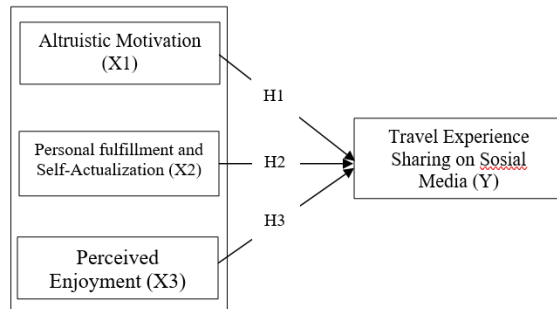 Altruistic Motivation
(X1)
H1
Personal fulfillment and
Self-Actualization (X2)
H2
Travel Experience
Sharing on Sosial
Media (Y)
H3
Perceived
Enjoyment (X3)